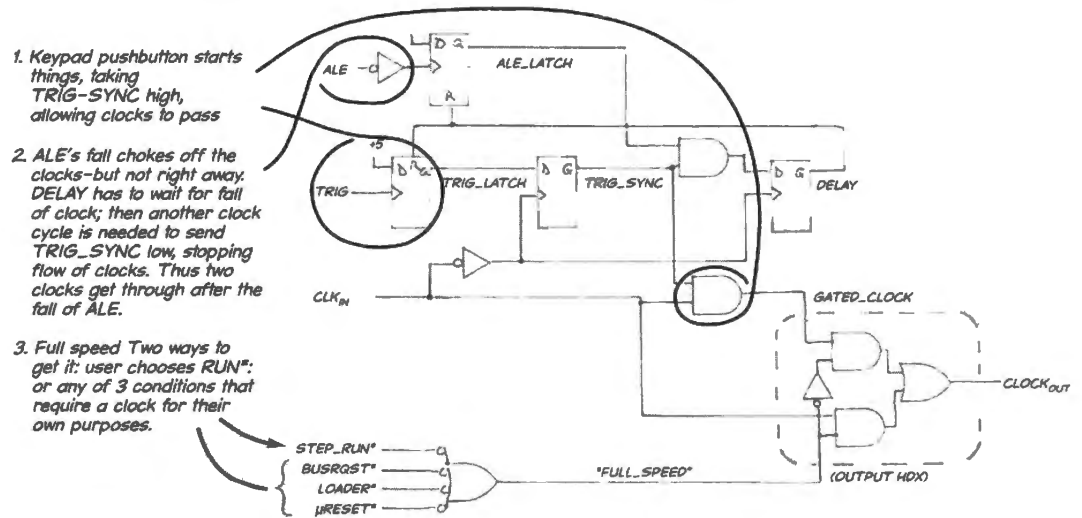 1. Keypad pushbutton starts
things, taking
TRIG-SYNC high,
allowing clocks to pass
2. ALE's fall chokes off the
clocks-but not right away.
DELAY has to wait for fall
of clock; then another clock
cycle is needed to send
TRIG_SYNC low, stopping
flow of clocks. Thus two
clocks get through after the
fall of ALE.
3. Full speed Two ways to
get it: user chooses RUN*:
or any of 3 conditions that
require a clock for their
own purposes.
ALE
D Q
ALE_LATCH
R
+5
TRIG
D R Q
TRIG_LATCH
D Q
TRIG_SYNC
D Q
DELAY
CLK_IN
GATED_CLOCK
CLOCK_OUT
(OUTPUT HDX)
STEP_RUN*
BUSRQST*
LOADER*
µRESET*
"FULL_SPEED"